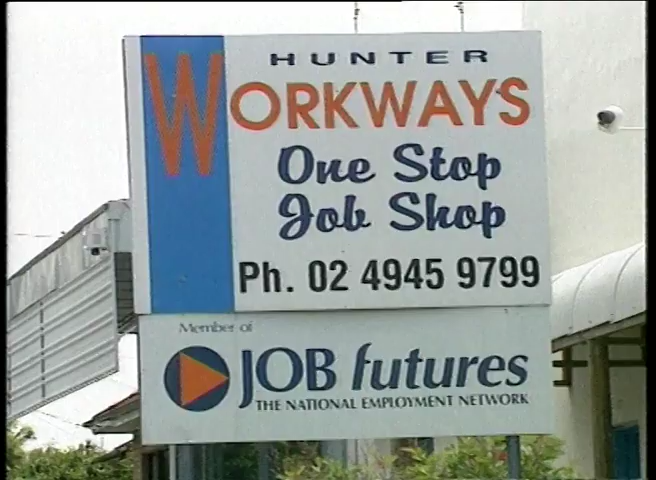 HUNTER
WORKWAYS
One Stop
Job Shop
Ph. 02 4945 9799
Member of
JOB futures
THE NATIONAL EMPLOYMENT NETWORK